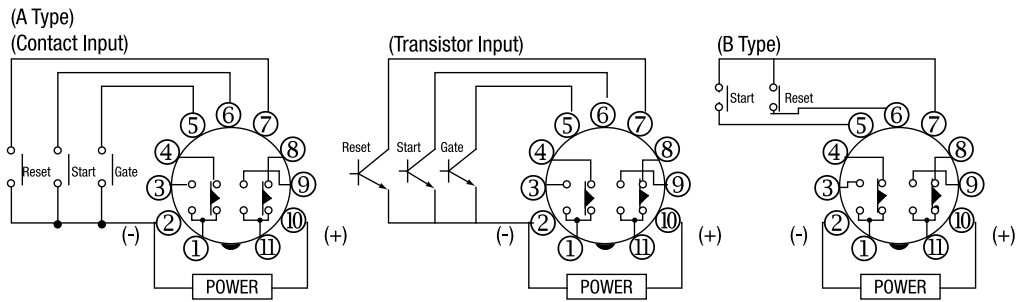 (A Type)
(Contact Input)
(Transistor Input)
(B Type)
Start
Reset
5
6
7
4
8
3
9
2
10
1
11
Reset
Start
Gate
(-)
(+)
POWER
Reset
Start
Gate
5
6
7
4
8
3
9
2
10
1
11
(-)
(+)
POWER
5
6
7
4
8
3
9
2
10
1
11
(-)
(+)
POWER